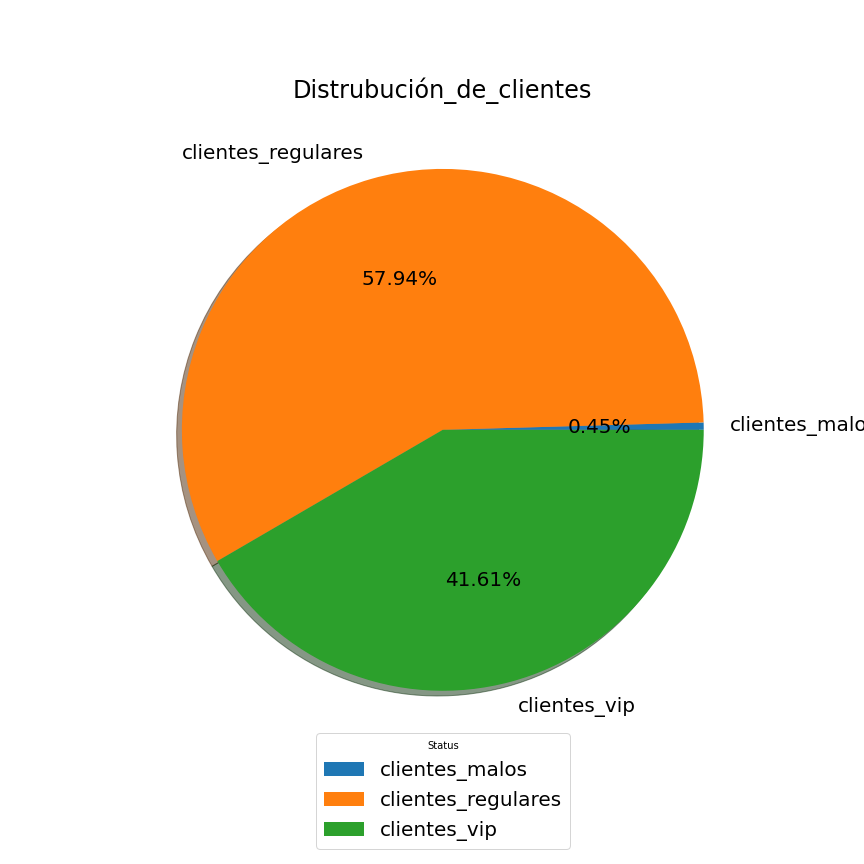 Distrubución_de_clientes
clientes_regulares
57.94%
0.45%
clientes_malo
41.61%
clientes_vip
Status
clientes_malos
clientes_regulares
clientes_vip